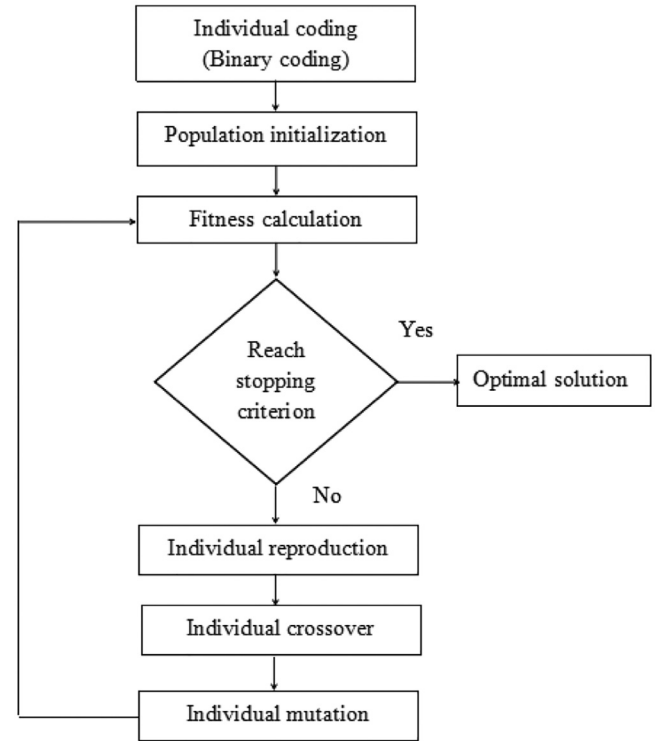 Individual coding
(Binary coding)
Population initialization
Fitness calculation
Reach
stopping
criterion
Yes
Optimal solution
No
Individual reproduction
Individual crossover
Individual mutation